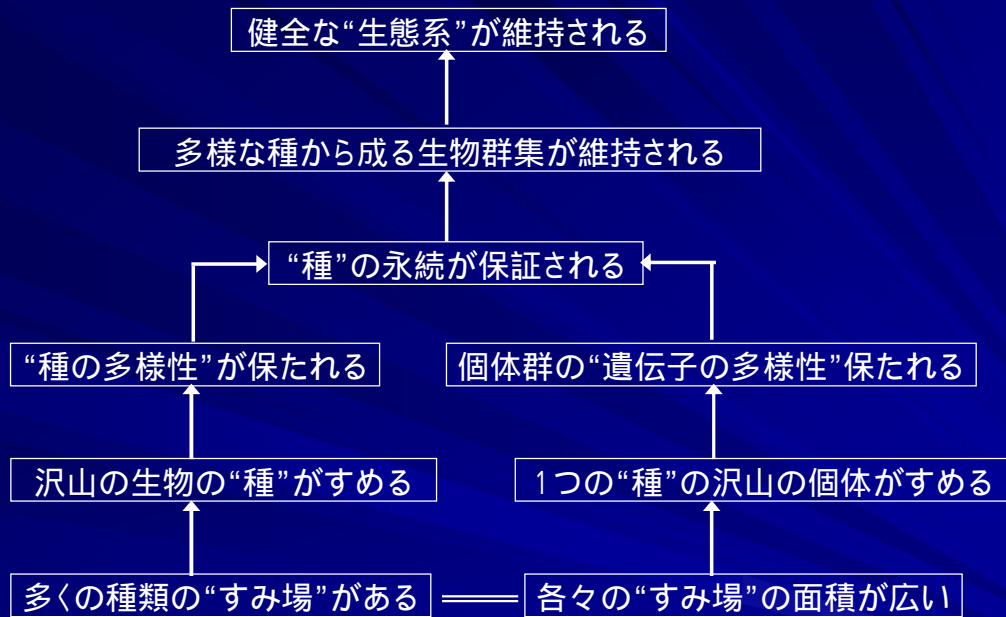 健全な“生態系”が維持される
多様な種から成る生物群集が維持される
“種”の永続が保証される
“種の多様性”が保たれる
個体群の“遺伝子の多様性”保たれる
沢山の生物の“種”がすめる
1つの“種”の沢山の個体がすめる
多くの種類の“すみ場”がある
各々の“すみ場”の面積が広い